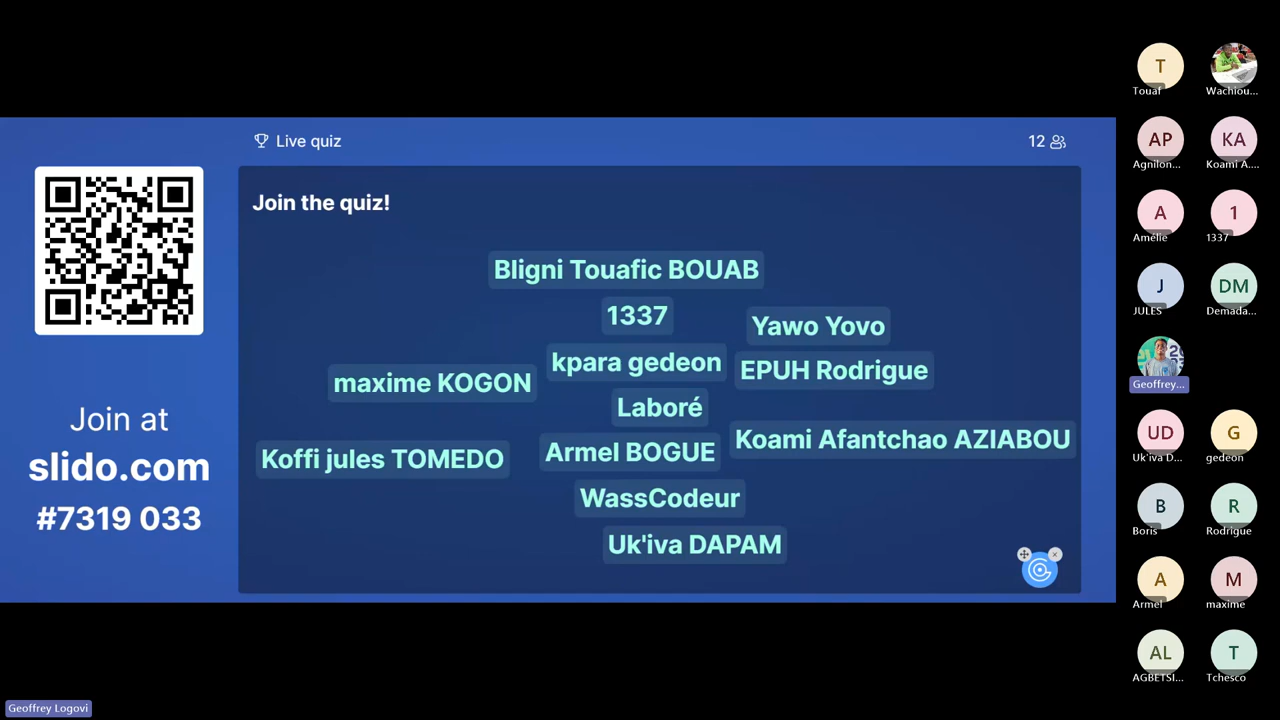 Live quiz
12
Join the quiz!
Bligni Touafic BOUAB
1337
Yawo Yovo
kpara gedeon
EPUH Rodrigue
maxime KOGON
Laboré
Koami Afantchao AZIABOU
Armel BOGUE
Koffi jules TOMEDO
WassCodeur
Uk'iva DAPAM
Join at
slido.com
#7319 033
T
Touaf
Wachiou...
AP
Agnilon...
KA
Koami A....
A
Amélie
1
1337
J
JULES
DM
Demada...
Geoffrey...
UD
Uk'iva D...
G
gedeon
B
Boris
R
Rodrigue
A
Armel
M
maxime
AL
AGBETSI...
T
Tchesco
Geoffrey Logovi